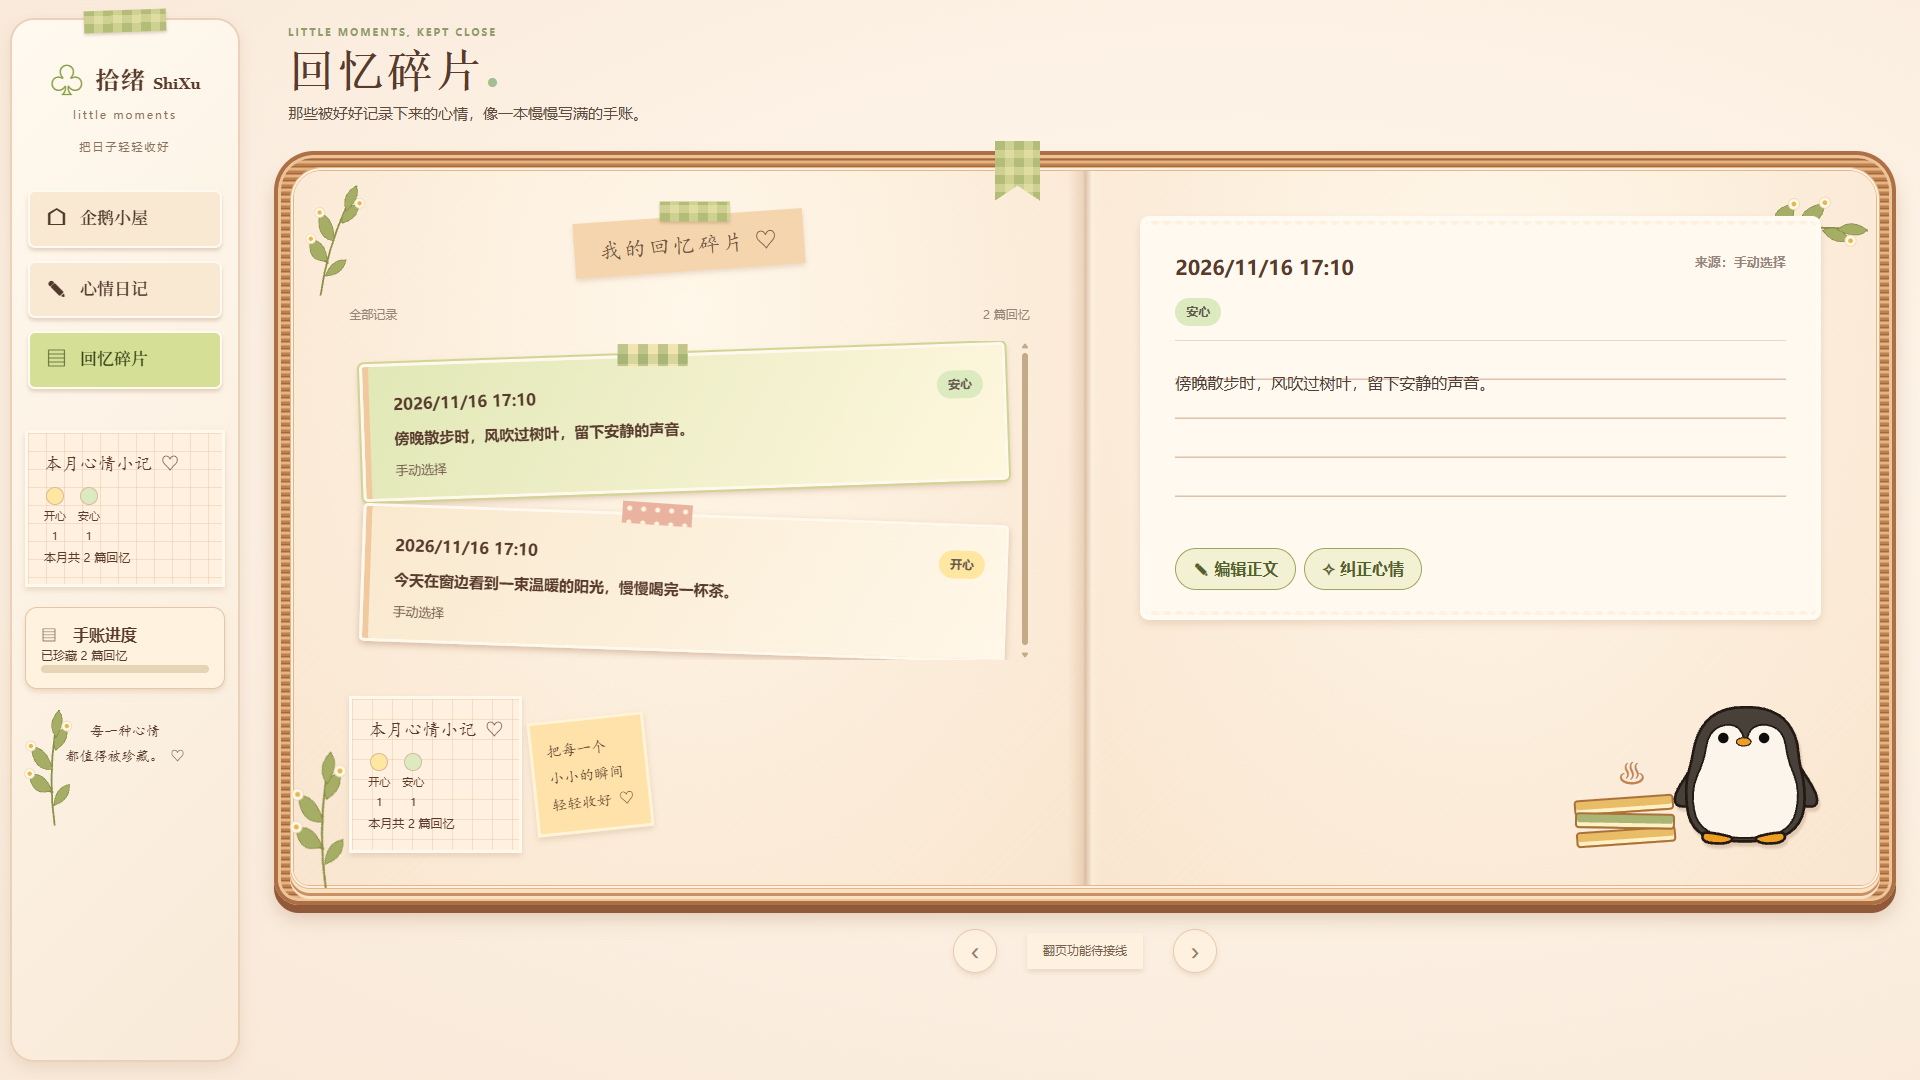 拾绪 ShiXu
little moments
把日子轻轻收好
企鹅小屋
心情日记
回忆碎片
本月心情小记 ♡
开心 安心
1 1
本月共 2 篇回忆
手账进度
已珍藏 2 篇回忆
每一种心情
都值得被珍藏。 ♡
LITTLE MOMENTS, KEPT CLOSE
回忆碎片.
那些被好好记录下来的心情，像一本慢慢写满的手账。
我的回忆碎片 ♡
全部记录 2 篇回忆
2026/11/16 17:10 安心
傍晚散步时，风吹过树叶，留下安静的声音。
手动选择
2026/11/16 17:10 开心
今天在窗边看到一束温暖的阳光，慢慢喝完一杯茶。
手动选择
本月心情小记 ♡
开心 安心
1 1
本月共 2 篇回忆
把每一个
小小的瞬间
轻轻收好 ♡
2026/11/16 17:10 来源：手动选择
安心
傍晚散步时，风吹过树叶，留下安静的声音。
编辑正文 纠正心情
‹ 翻页功能待接线 ›